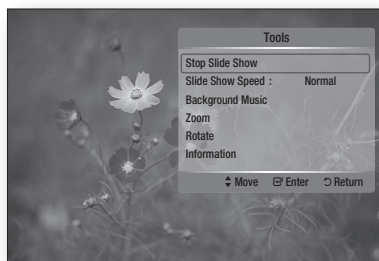 Tools
Stop Slide Show
Slide Show Speed : Normal
Background Music
Zoom
Rotate
Information
Move Enter Return